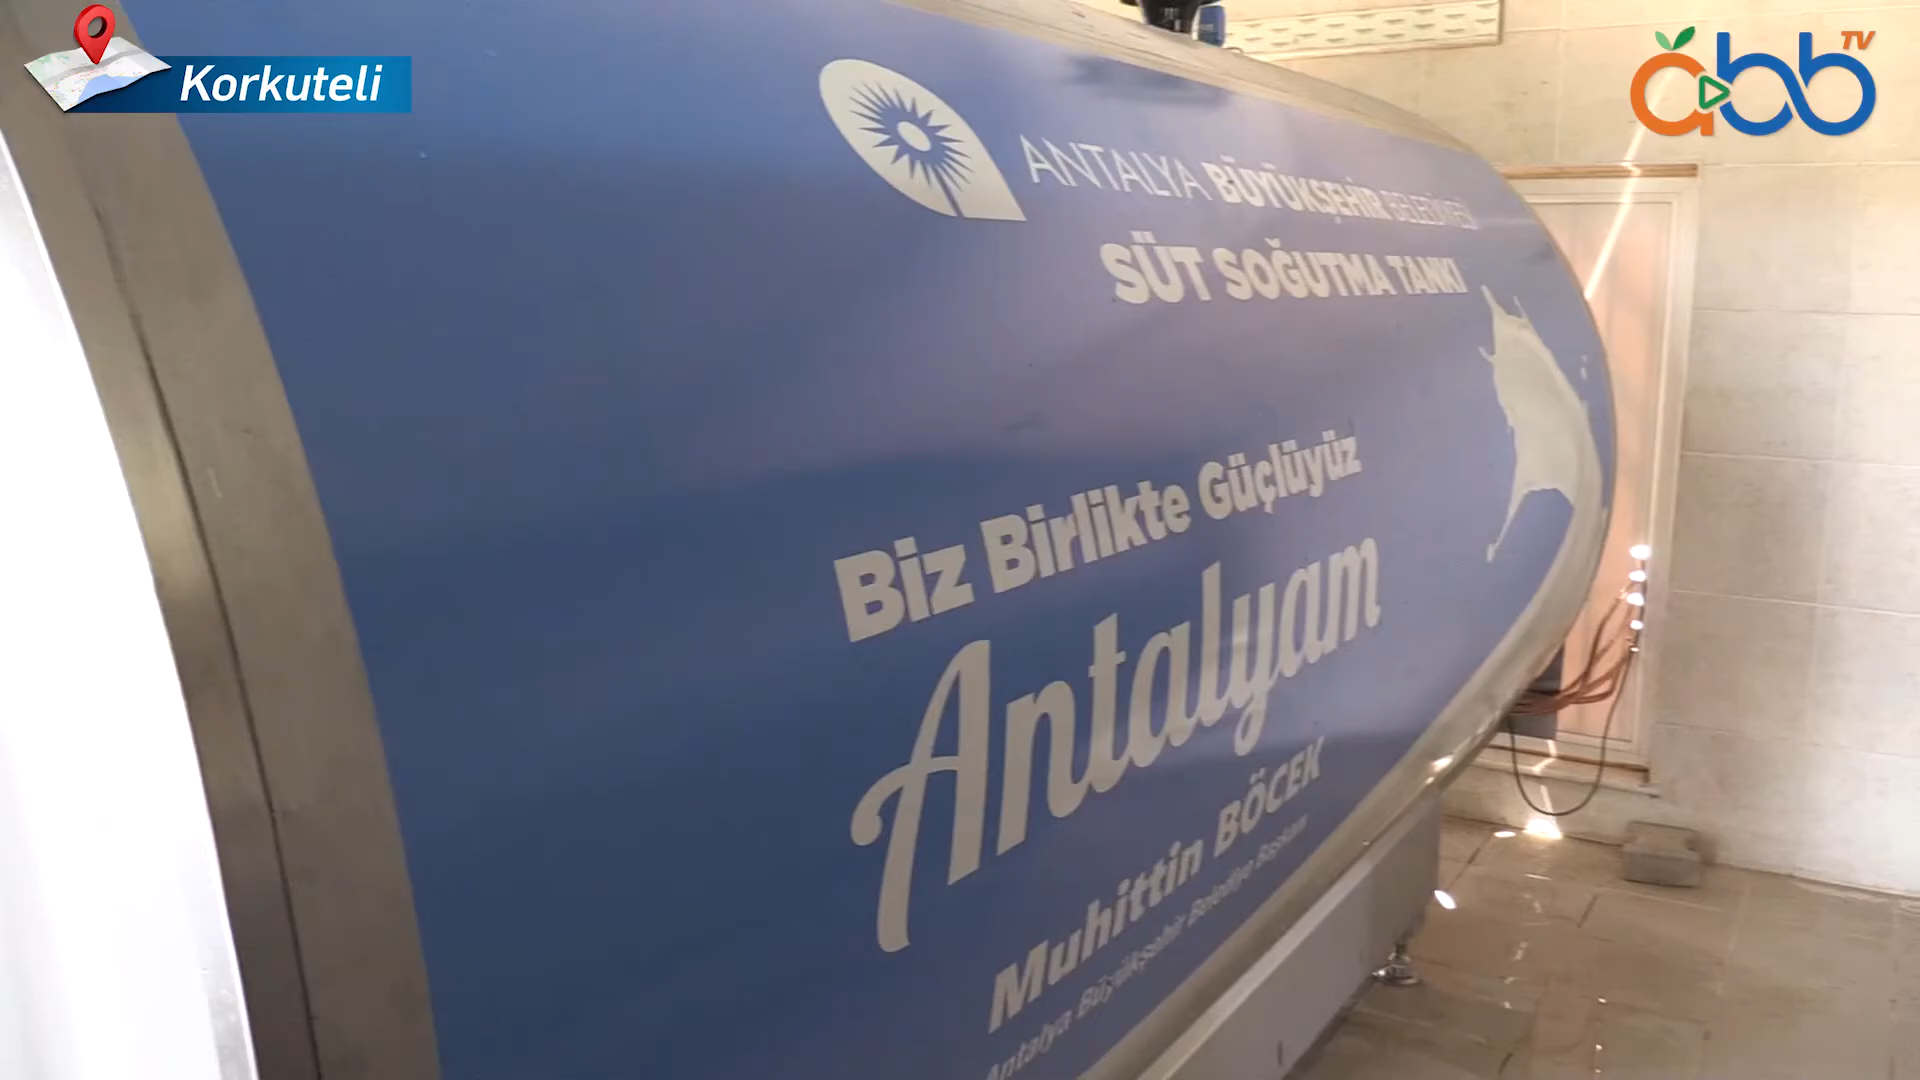 Korkuteli
abb TV
ANTALYA BÜYÜKŞEHİR BELEDİYESİ
SÜT SOĞUTMA TANKI
Biz Birlikte Güçlüyüz
Antalyam
Muhittin BÖCEK
Antalya Büyükşehir Belediye Başkanı